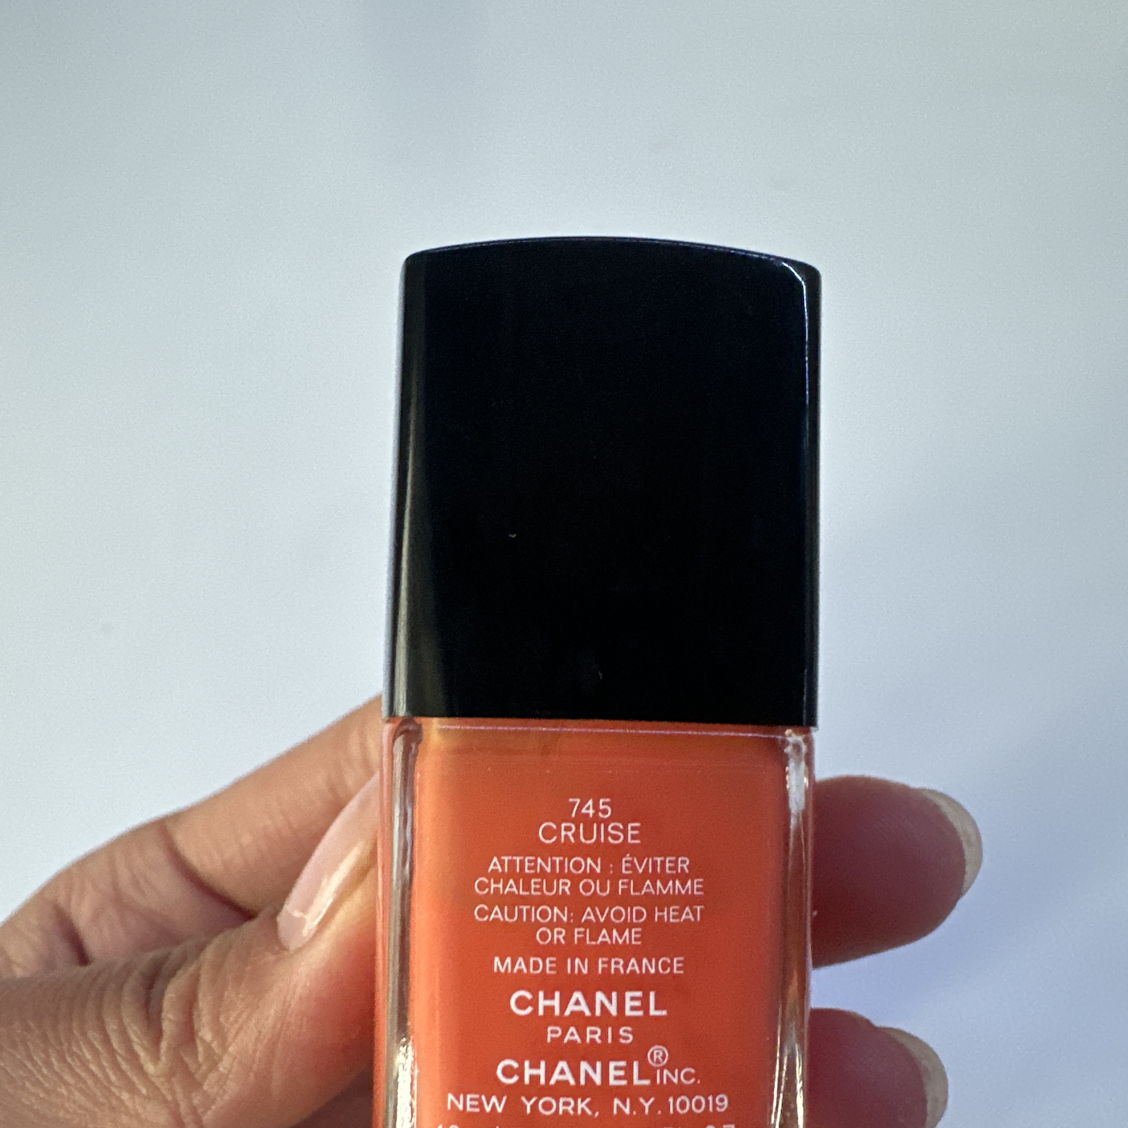 745
CRUISE
ATTENTION : ÉVITER
CHALEUR OU FLAMME
CAUTION: AVOID HEAT
OR FLAME
MADE IN FRANCE
CHANEL
PARIS
CHANEL® INC.
NEW YORK, N.Y. 10019